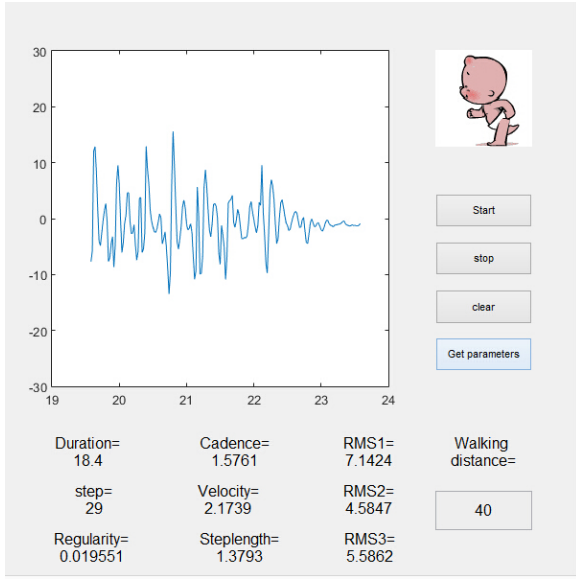 30
20
10
0
-10
-20
-30
19 20 21 22 23 24
Start
stop
clear
Get parameters
Duration= Cadence= RMS1= Walking
18.4 1.5761 7.1424 distance=
step= Velocity= RMS2=
29 2.1739 4.5847 40
Regularity= Steplength= RMS3=
0.019551 1.3793 5.5862